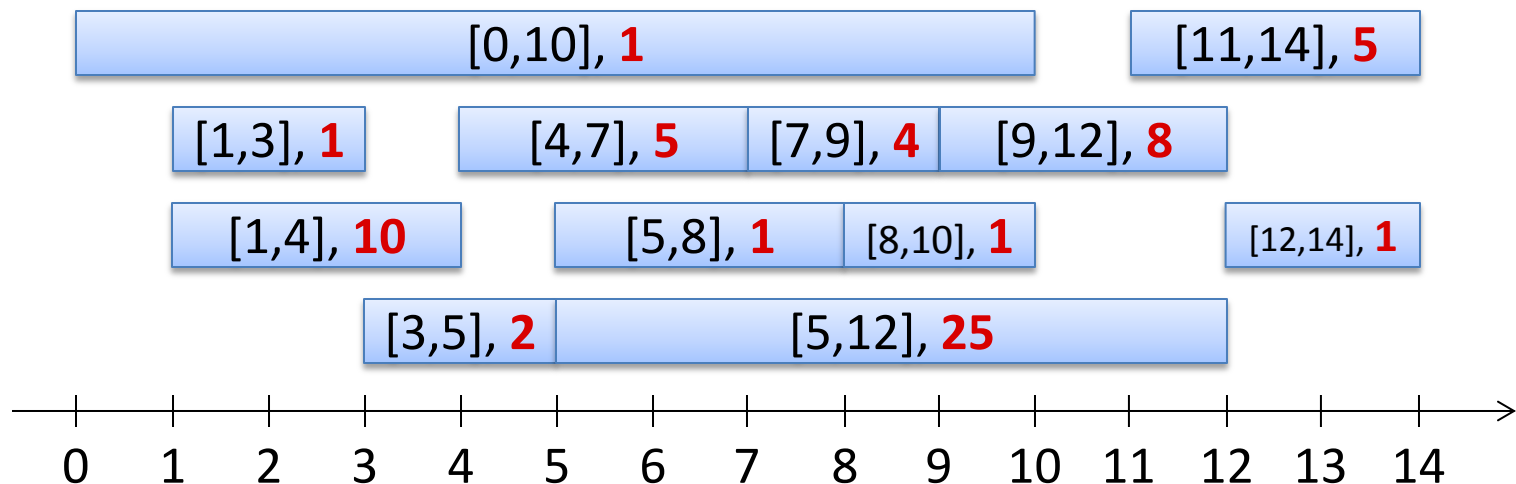 [0,10], 1 [11,14], 5
[1,3], 1 [4,7], 5 [7,9], 4 [9,12], 8
[1,4], 10 [5,8], 1 [8,10], 1 [12,14], 1
[3,5], 2 [5,12], 25
0 1 2 3 4 5 6 7 8 9 10 11 12 13 14